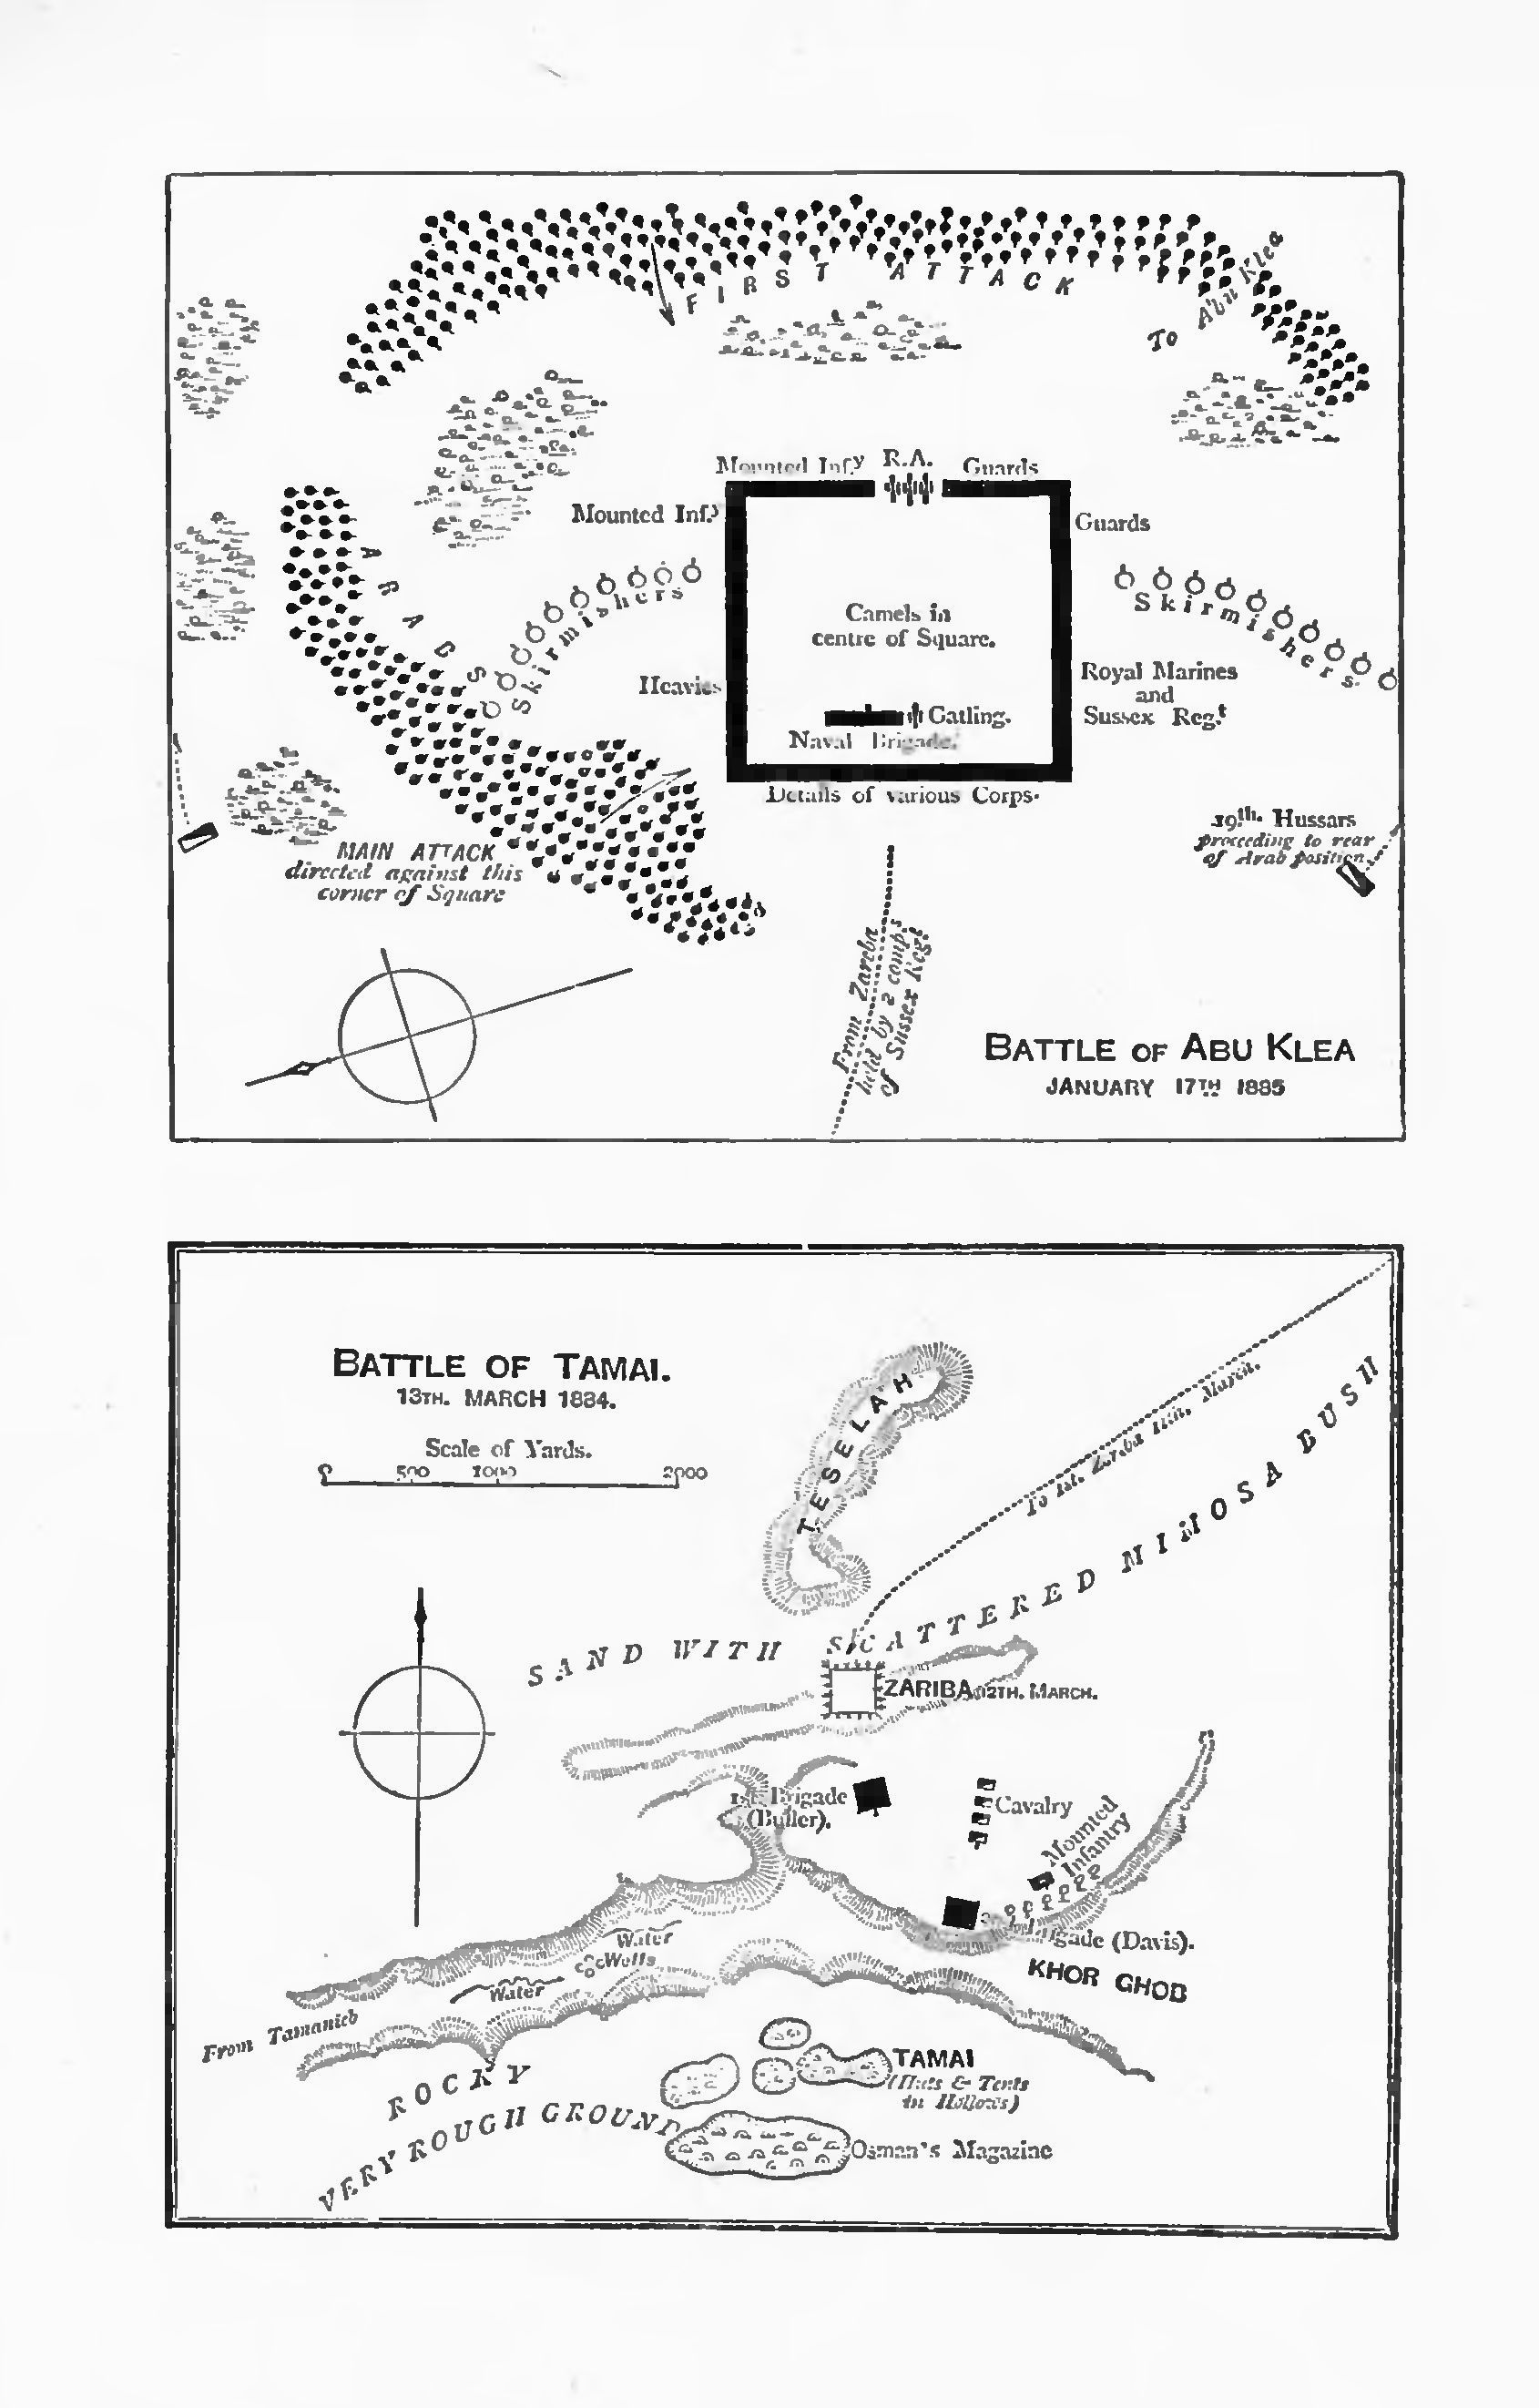 FIRST ATTACK
To Abu Klea
Mounted Inf.y R.A. Guards
Mounted Inf.y
Guards
ARABS
Skirmishers
Skirmishers
Camels in
centre of Square.
Heavies
Royal Marines
and
Sussex Reg.t
Gatling.
Naval Brigade.
Details of various Corps.
19th. Hussars
proceeding to rear
of Arab position
MAIN ATTACK
directed against this
corner of Square
From Zareba
held by 2 comps
of Sussex Regt
BATTLE OF ABU KLEA
JANUARY 17TH 1885
BATTLE OF TAMAI.
13TH. MARCH 1884.
Scale of Yards.
0 500 1000 2000
TESELAH
To 1st. Zareba 11th. March.
SAND WITH SCATTERED MIMOSA BUSH
ZARIBA 12TH. MARCH.
1st. Brigade
(Buller).
Cavalry
Mounted
Infantry
Brigade (Davis).
KHOR GHOB
Water
Wells
Water
From Tamanieb
ROCKY
VERY ROUGH GROUND
TAMAI
(Huts & Tents
in Hollows)
Osman's Magazine